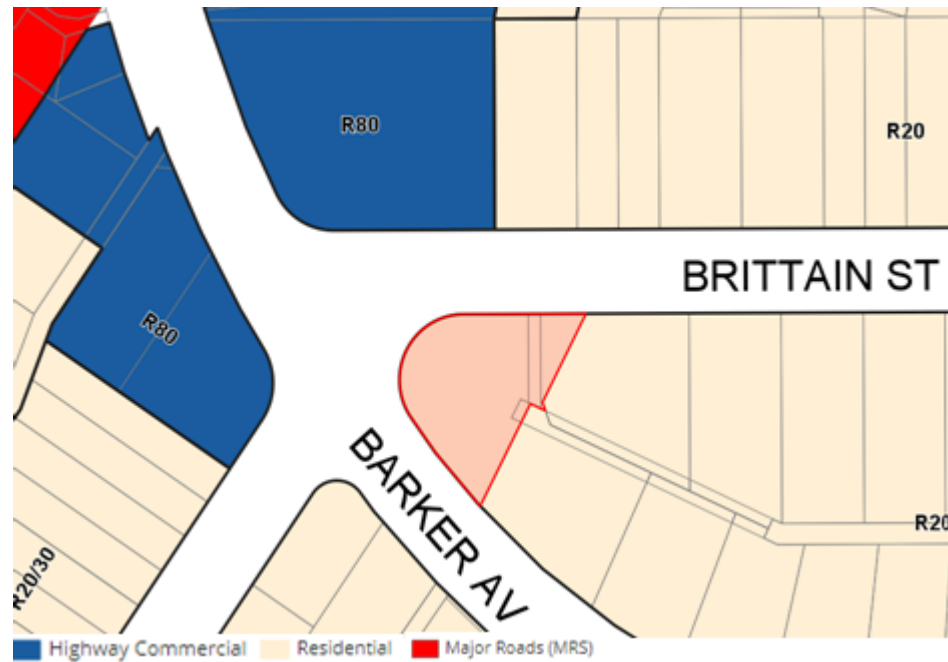 R80
R20
BRITTAIN ST
R80
BARKER AV
R20
R20/30
Highway Commercial Residential Major Roads (MRS)